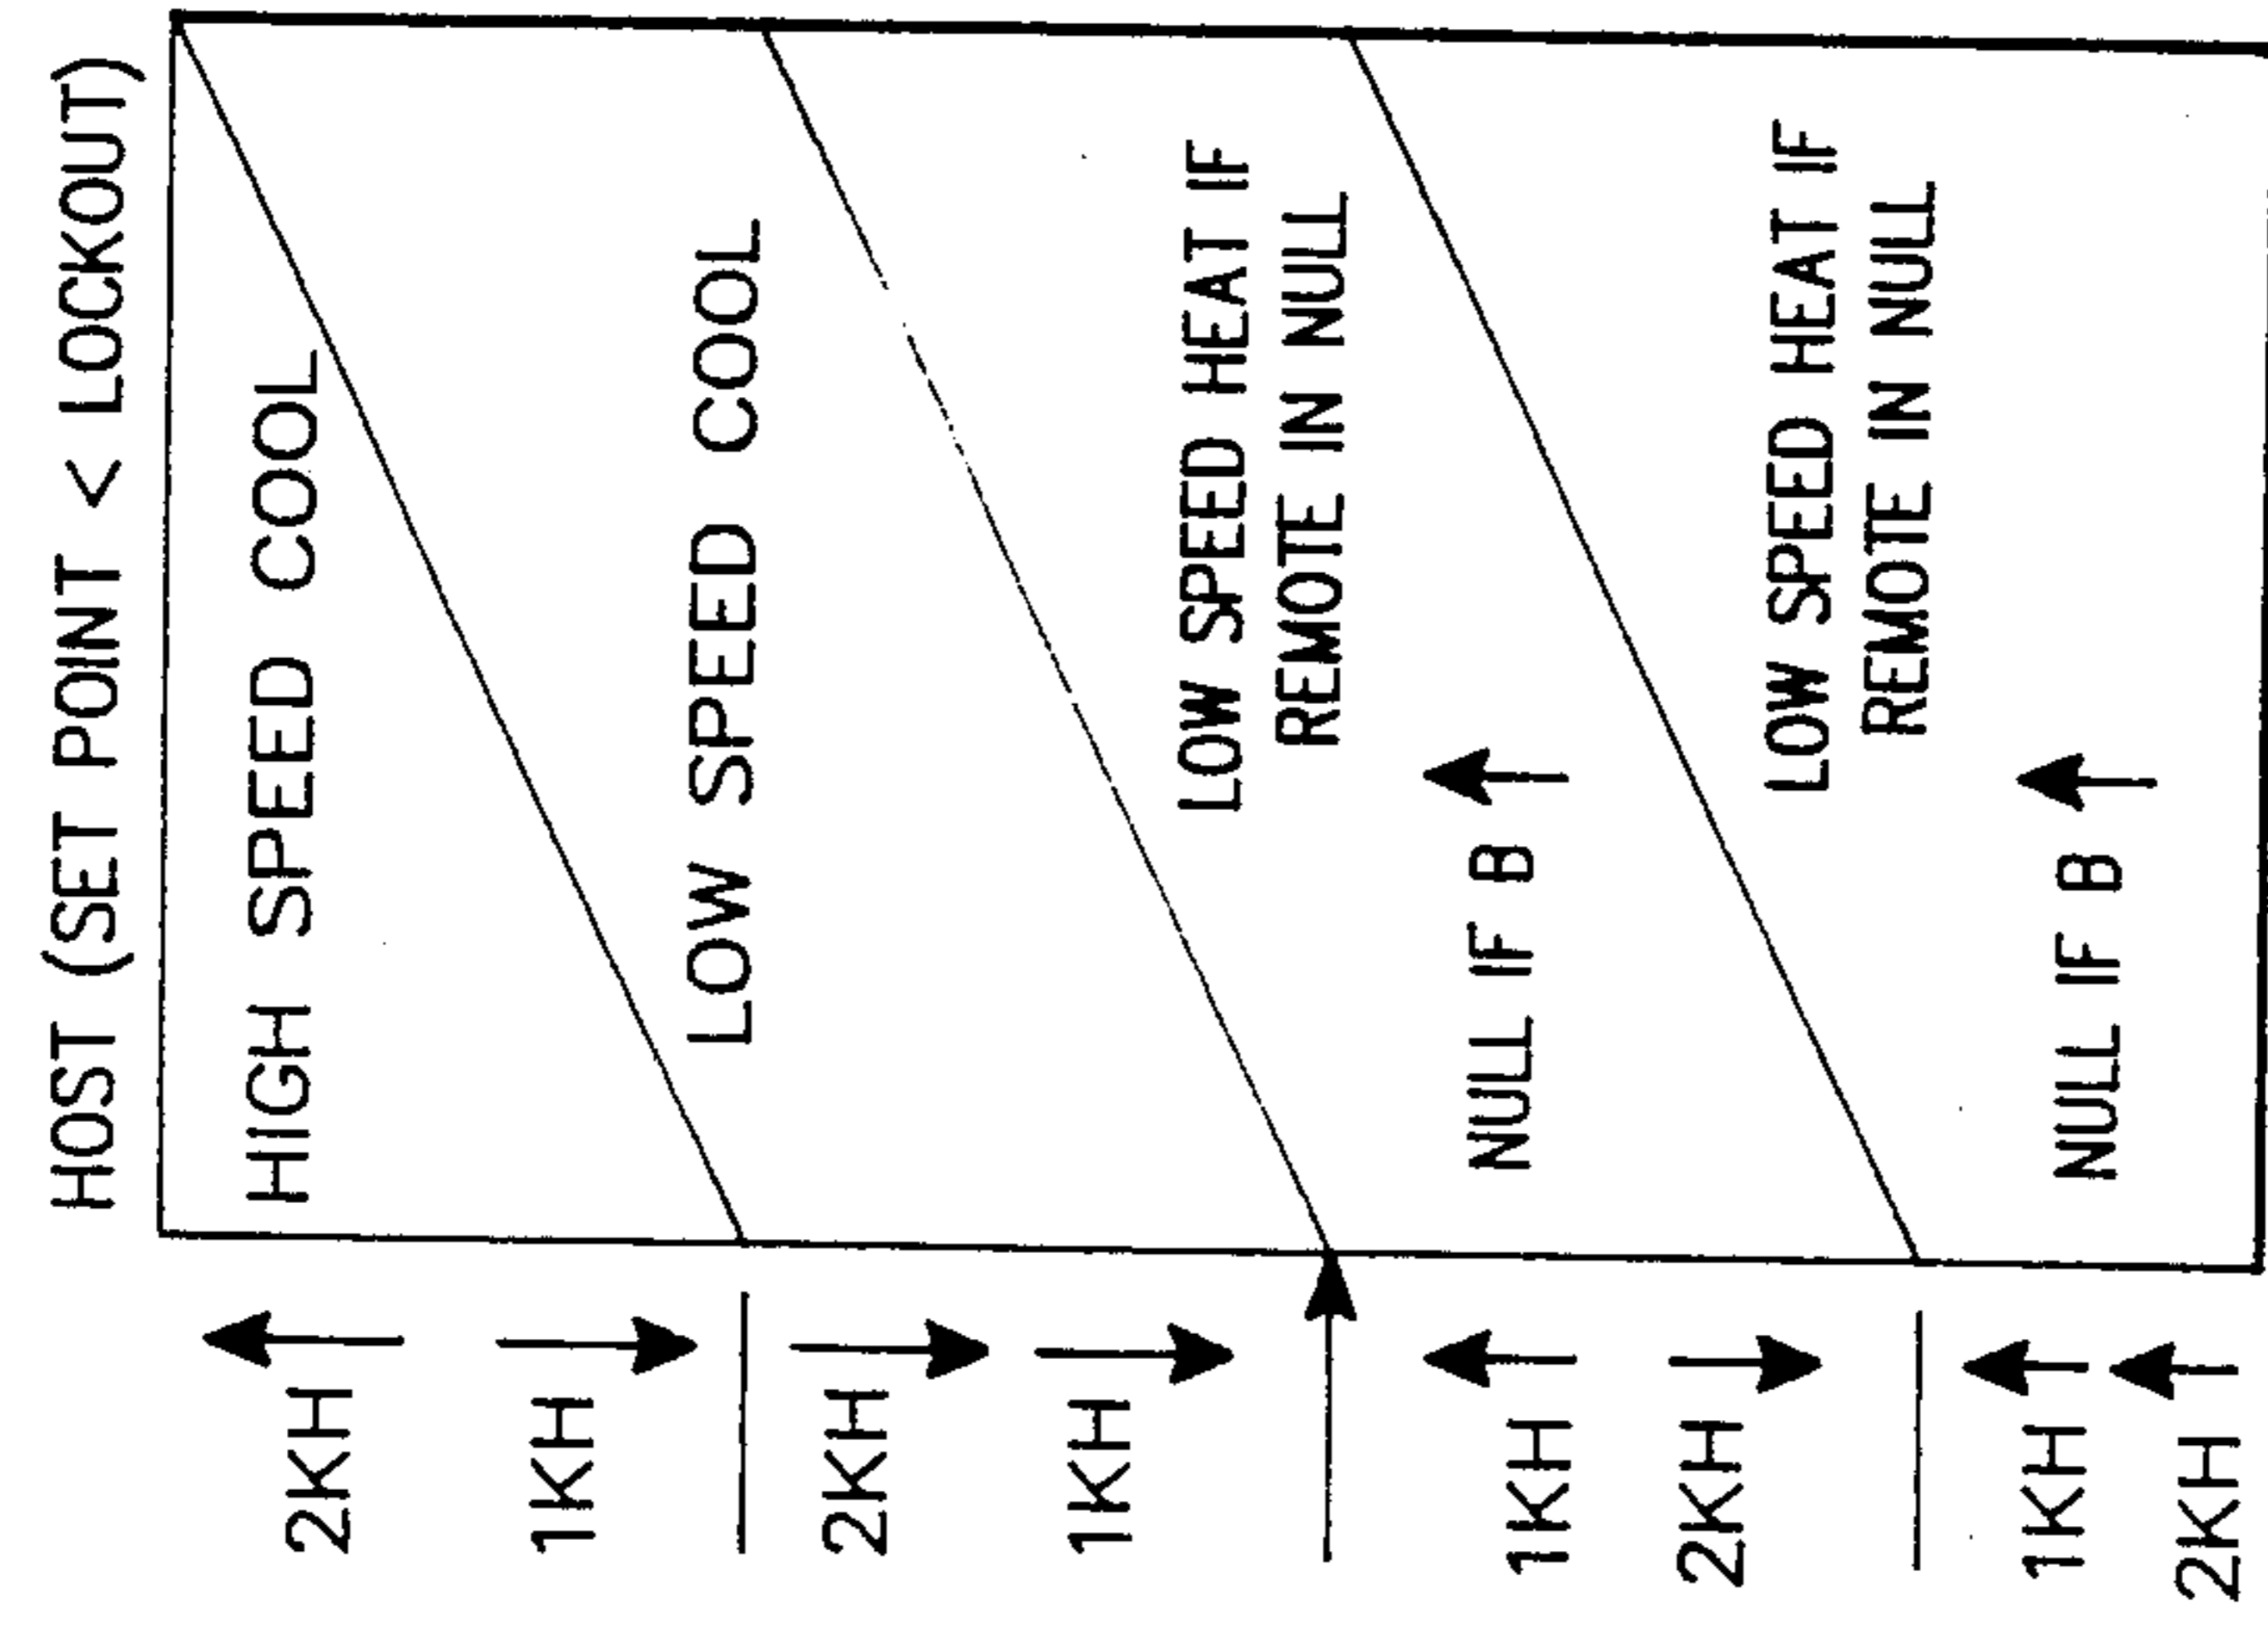 HOST (SET POINT < LOCKOUT)
HIGH SPEED COOL
2KH
1KH
LOW SPEED COOL
2KH
1KH
LOW SPEED HEAT IF
REMOTE IN NULL
NULL IF B
1KH
2KH
LOW SPEED HEAT IF
REMOTE IN NULL
NULL IF B
1KH
2KH